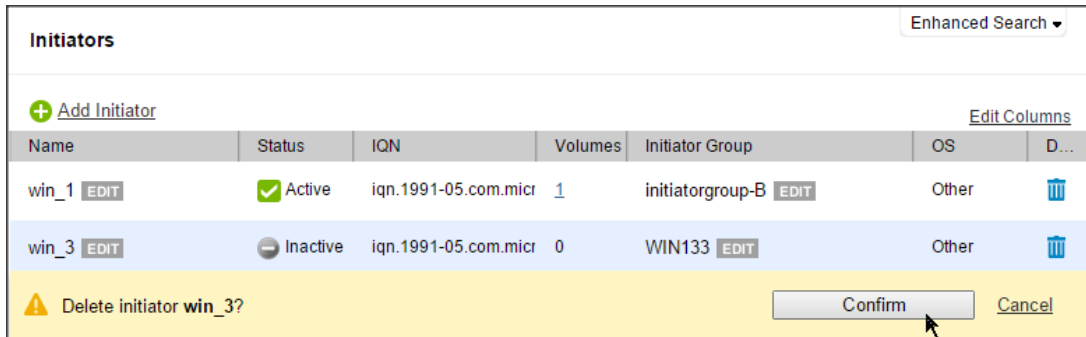 Enhanced Search
Initiators
Add Initiator
Edit Columns
Name Status IQN Volumes Initiator Group OS D...
win_1 EDIT Active iqn.1991-05.com.micr 1 initiatorgroup-B EDIT Other
win_3 EDIT Inactive iqn.1991-05.com.micr 0 WIN133 EDIT Other
Delete initiator win_3? Confirm Cancel